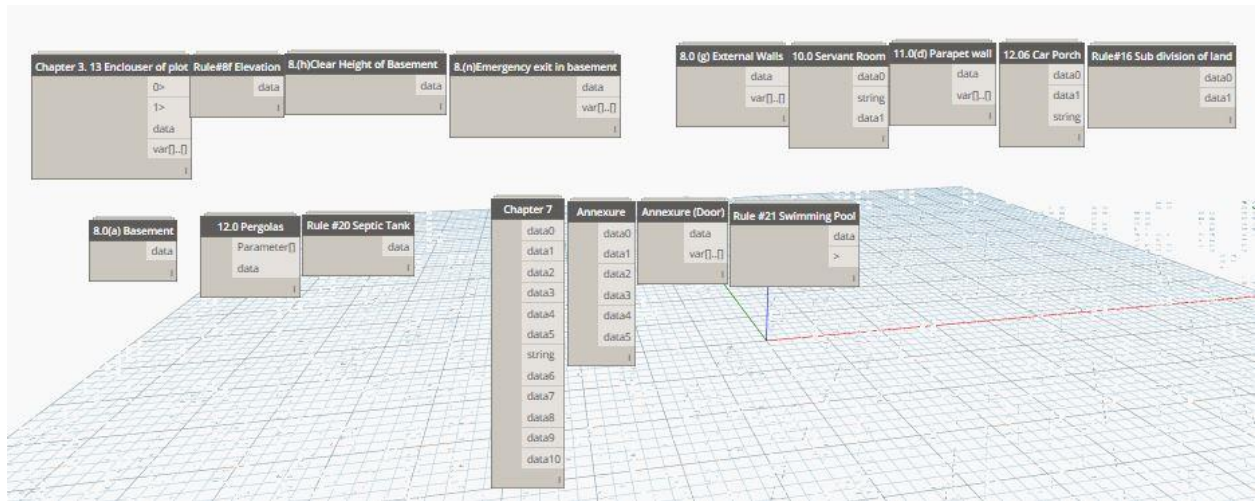 Chapter 3. 13 Enclouser of plot
0>
1>
data
var[]..[]
Rule#8f Elevation
data
8.(h)Clear Height of Basement
data
8.(n)Emergency exit in basement
data
var[]..[]
8.0 (g) External Walls
data
var[]..[]
10.0 Servant Room
data0
string
data1
11.0(d) Parapet wall
data
var[]..[]
12.06 Car Porch
data0
data1
string
Rule#16 Sub division of land
data0
data1
8.0(a) Basement
data
12.0 Pergolas
Parameter[]
data
Rule #20 Septic Tank
data
Chapter 7
data0
data1
data2
data3
data4
data5
string
data6
data7
data8
data9
data10
Annexure
data0
data1
data2
data3
data4
data5
Annexure (Door)
data
var[]..[]
Rule #21 Swimming Pool
data
>